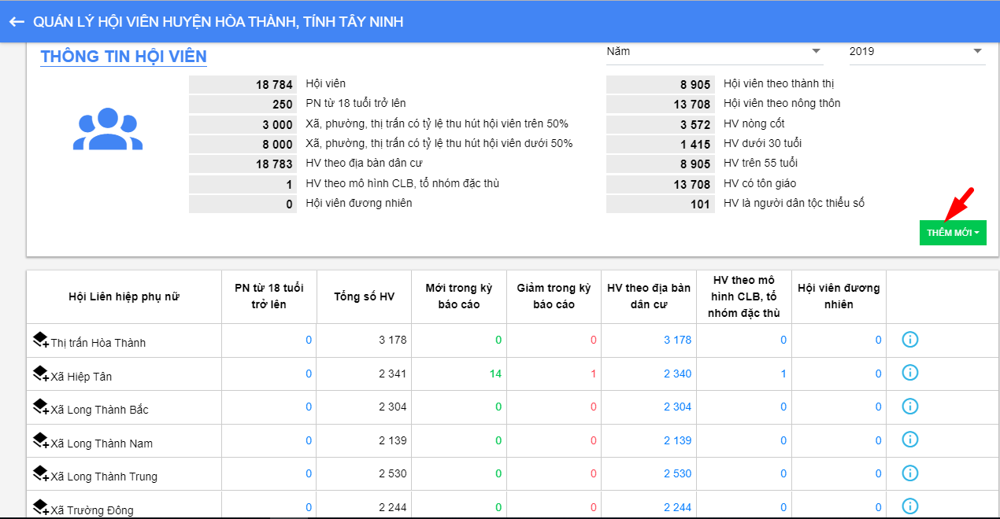 QUẢN LÝ HỘI VIÊN HUYỆN HÒA THÀNH, TỈNH TÂY NINH
THÔNG TIN HỘI VIÊN
Năm
2019
18 784 Hội viên
250 PN từ 18 tuổi trở lên
3 000 Xã, phường, thị trấn có tỷ lệ thu hút hội viên trên 50%
8 000 Xã, phường, thị trấn có tỷ lệ thu hút hội viên dưới 50%
18 783 HV theo địa bàn dân cư
1 HV theo mô hình CLB, tổ nhóm đặc thù
0 Hội viên đương nhiên
8 905 Hội viên theo thành thị
13 708 Hội viên theo nông thôn
3 572 HV nòng cốt
1 415 HV dưới 30 tuổi
8 905 HV trên 55 tuổi
13 708 HV có tôn giáo
101 HV là người dân tộc thiểu số
THÊM MỚI
Hội Liên hiệp phụ nữ
PN từ 18 tuổi
trở lên
Tổng số HV
Mới trong kỳ
báo cáo
Giảm trong kỳ
báo cáo
HV theo địa bàn
dân cư
HV theo mô
hình CLB, tổ
nhóm đặc thù
Hội viên đương
nhiên
Thị trấn Hòa Thành 0 3 178 0 0 3 178 0 0
Xã Hiệp Tân 0 2 341 14 1 2 340 1 0
Xã Long Thành Bắc 0 2 304 0 0 2 304 0 0
Xã Long Thành Nam 0 2 139 0 0 2 139 0 0
Xã Long Thành Trung 0 2 530 0 0 2 530 0 0
Xã Trường Đông 0 2 244 0 0 2 244 0 0